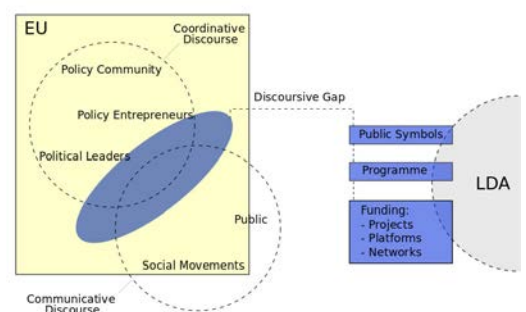 EU
Coordinative
Discourse
Policy Community
Policy Entrepreneurs
Discoursive Gap
Political Leaders
Public Symbols
Programme
LDA
Funding:
- Projects
- Platforms
- Networks
Public
Social Movements
Communicative
Discourse